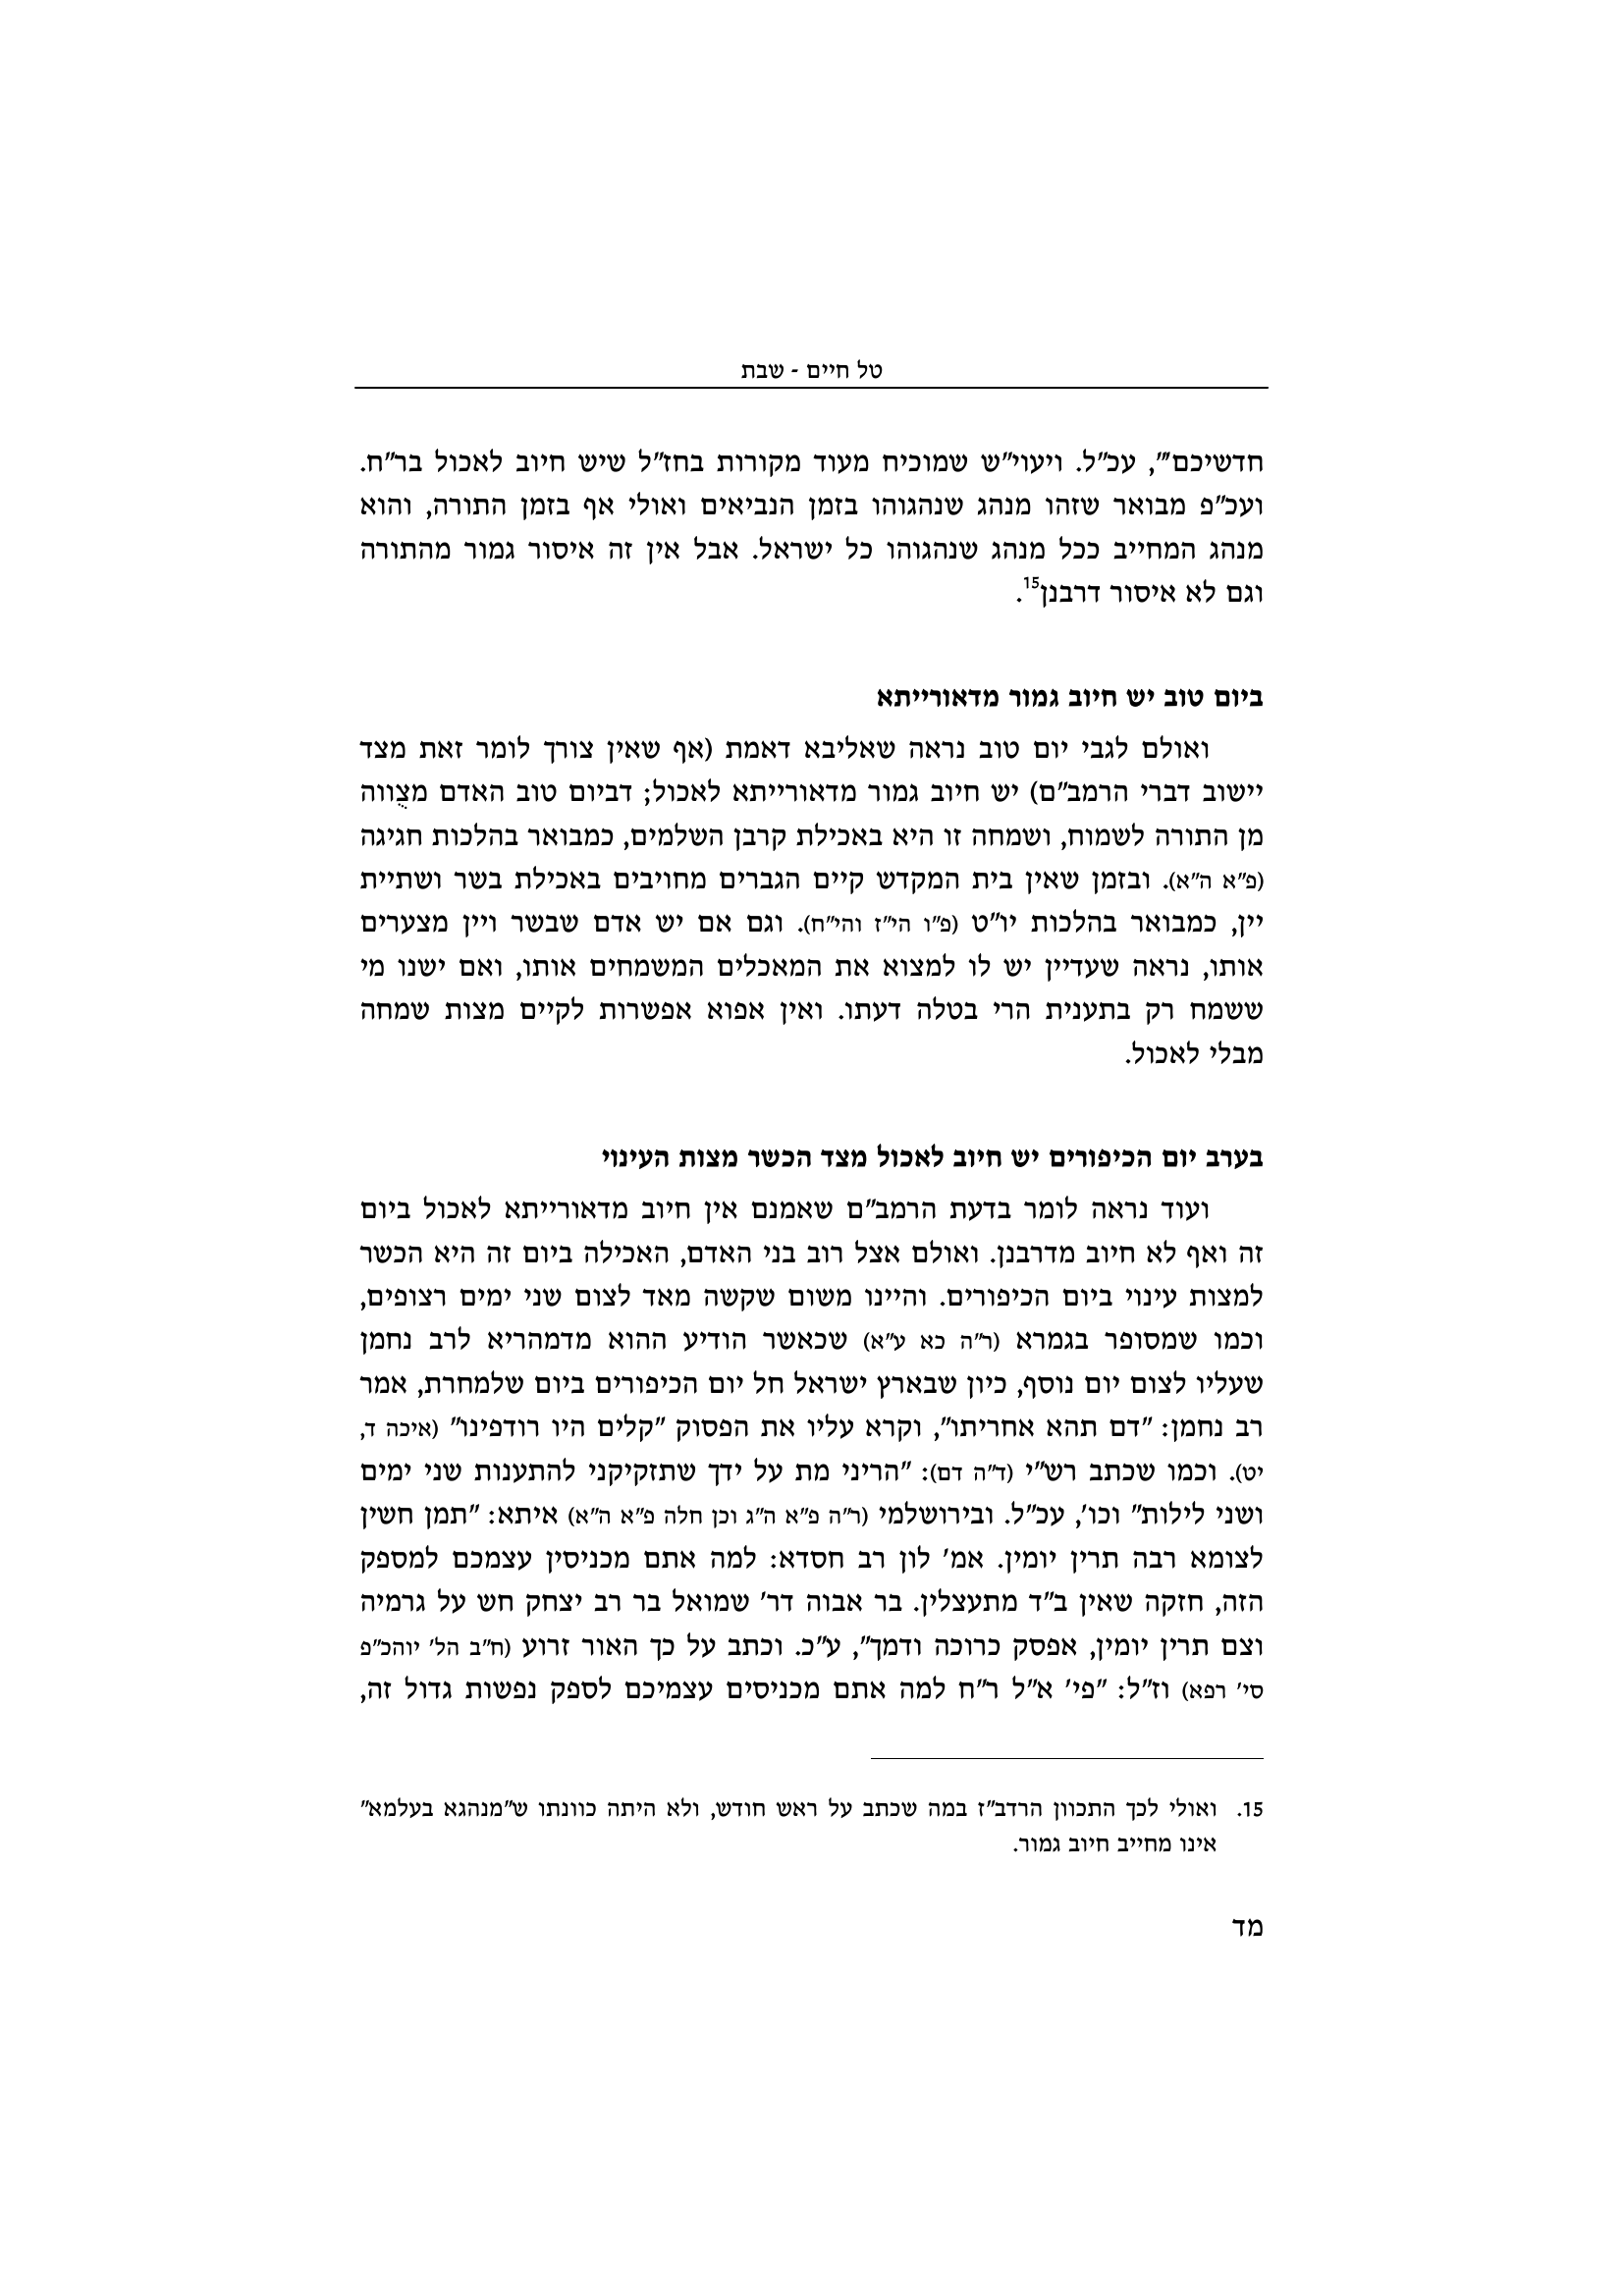 טל חיים - שבת
חדשיכם'", עכ"ל. ויעוי"ש שמוכיח מעוד מקורות בחז"ל שיש חיוב לאכול בר"ח.
ועכ"פ מבואר שזהו מנהג שנהגוהו בזמן הנביאים ואולי אף בזמן התורה, והוא
מנהג המחייב ככל מנהג שנהגוהו כל ישראל. אבל אין זה איסור גמור מהתורה
וגם לא איסור דרבנן15.
ביום טוב יש חיוב גמור מדאורייתא
ואולם לגבי יום טוב נראה שאליבא דאמת (אף שאין צורך לומר זאת מצד
יישוב דברי הרמב"ם) יש חיוב גמור מדאורייתא לאכול; דביום טוב האדם מצֻווה
מן התורה לשמוח, ושמחה זו היא באכילת קרבן השלמים, כמבואר בהלכות חגיגה
(פ"א ה"א). ובזמן שאין בית המקדש קיים הגברים מחויבים באכילת בשר ושתיית
יין, כמבואר בהלכות יו"ט (פ"ו הי"ז והי"ח). וגם אם יש אדם שבשר ויין מצערים
אותו, נראה שעדיין יש לו למצוא את המאכלים המשמחים אותו, ואם ישנו מי
ששמח רק בתענית הרי בטלה דעתו. ואין אפוא אפשרות לקיים מצות שמחה
מבלי לאכול.
בערב יום הכיפורים יש חיוב לאכול מצד הכשר מצות העינוי
ועוד נראה לומר בדעת הרמב"ם שאמנם אין חיוב מדאורייתא לאכול ביום
זה ואף לא חיוב מדרבנן. ואולם אצל רוב בני האדם, האכילה ביום זה היא הכשר
למצות עינוי ביום הכיפורים. והיינו משום שקשה מאד לצום שני ימים רצופים,
וכמו שמסופר בגמרא (ר"ה כא ע"א) שכאשר הודיע ההוא מדמהריא לרב נחמן
שעליו לצום יום נוסף, כיון שבארץ ישראל חל יום הכיפורים ביום שלמחרת, אמר
רב נחמן: "דם תהא אחריתו", וקרא עליו את הפסוק "קלים היו רודפינו" (איכה ד,
יט). וכמו שכתב רש"י (ד"ה דם): "הריני מת על ידך שתזקיקני להתענות שני ימים
ושני לילות" וכו', עכ"ל. ובירושלמי (ר"ה פ"א ה"ג וכן חלה פ"א ה"א) איתא: "תמן חשין
לצומא רבה תרין יומין. אמ' לון רב חסדא: למה אתם מכניסין עצמכם למספק
הזה, חזקה שאין ב"ד מתעצלין. בר אבוה דר' שמואל בר רב יצחק חש על גרמיה
וצם תרין יומין, אפסק כרוכה ודמך", ע"כ. וכתב על כך האור זרוע (ח"ב הל' יוהכ"פ
סי' רפא) וז"ל: "פי' א"ל ר"ח למה אתם מכניסים עצמיכם לספק נפשות גדול זה,
15. ואולי לכך התכוון הרדב"ז במה שכתב על ראש חודש, ולא היתה כוונתו ש"מנהגא בעלמא"
אינו מחייב חיוב גמור.
מד